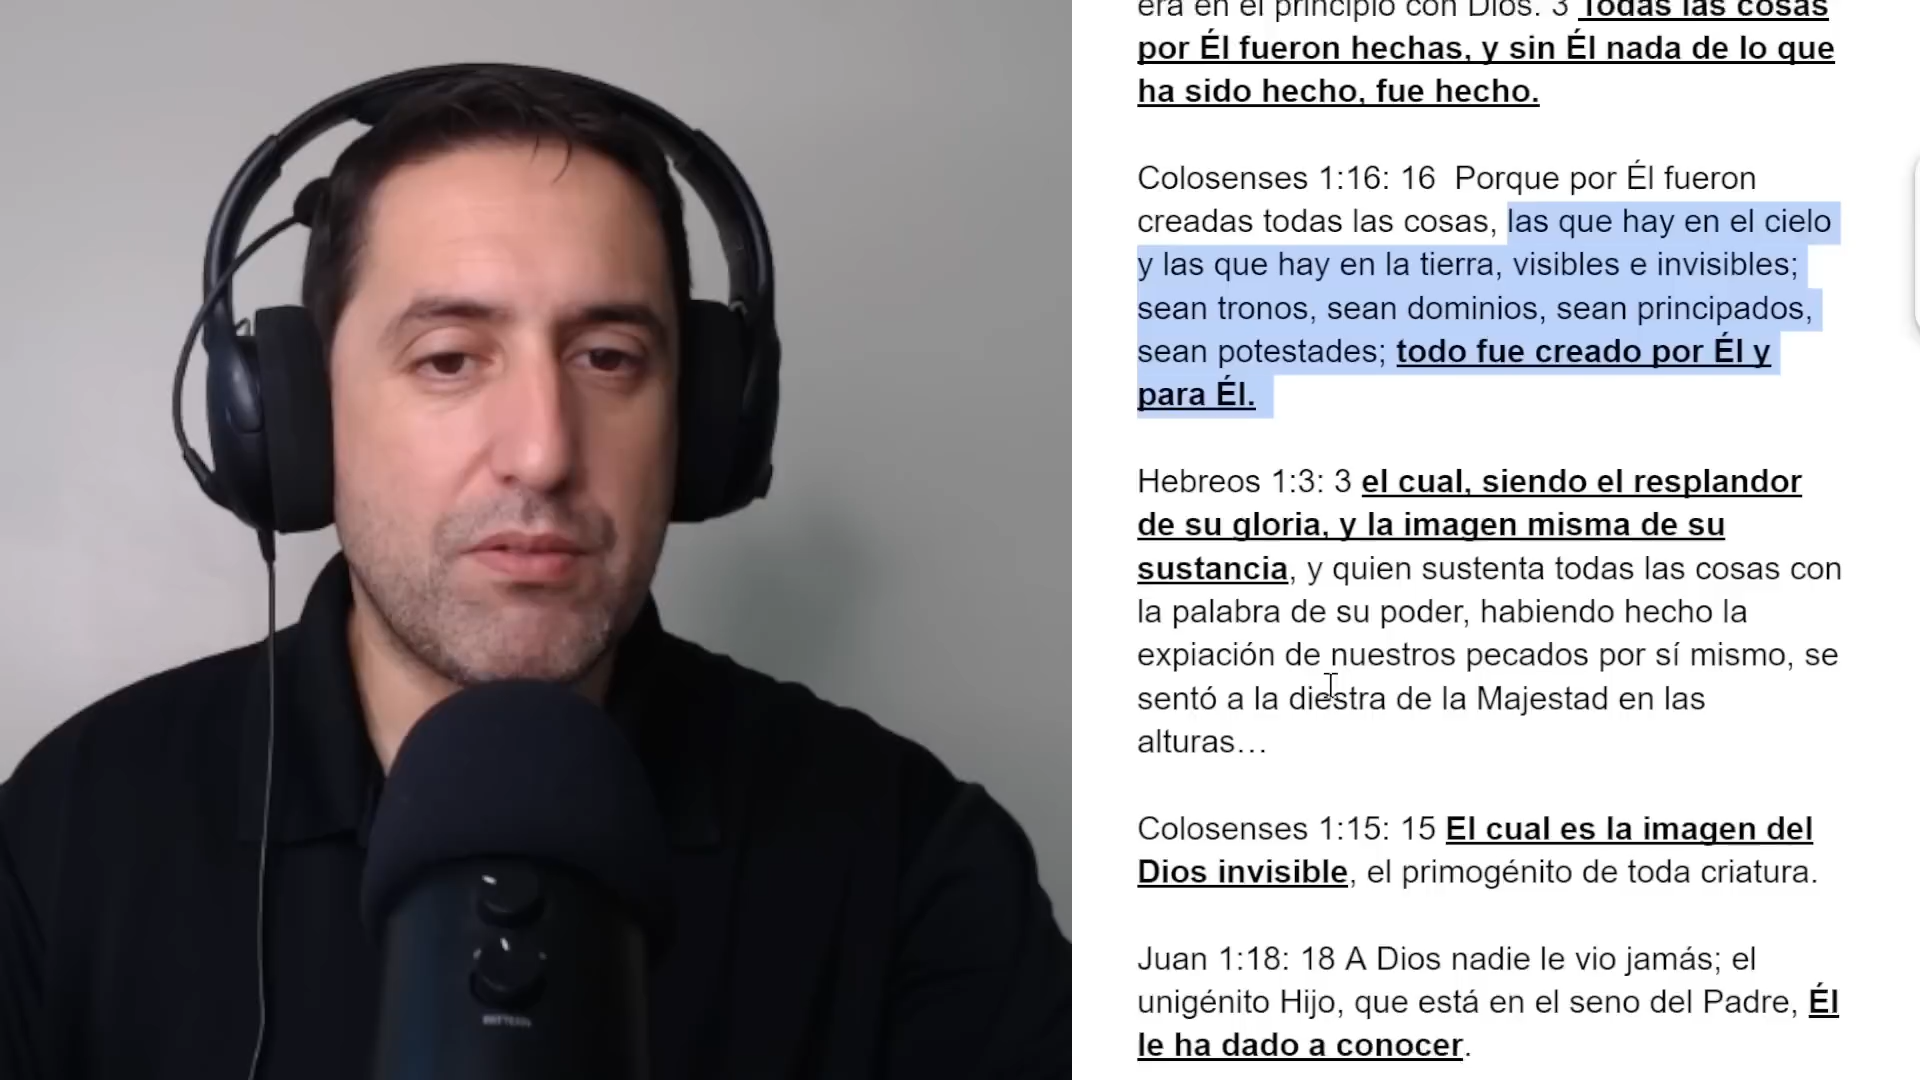 era en el principio con Dios. 3 Todas las cosas
por Él fueron hechas, y sin Él nada de lo que
ha sido hecho, fue hecho.
Colosenses 1:16: 16 Porque por Él fueron
creadas todas las cosas, las que hay en el cielo
y las que hay en la tierra, visibles e invisibles;
sean tronos, sean dominios, sean principados,
sean potestades; todo fue creado por Él y
para Él.
Hebreos 1:3: 3 el cual, siendo el resplandor
de su gloria, y la imagen misma de su
sustancia, y quien sustenta todas las cosas con
la palabra de su poder, habiendo hecho la
expiación de nuestros pecados por sí mismo, se
sentó a la diestra de la Majestad en las
alturas…
Colosenses 1:15: 15 El cual es la imagen del
Dios invisible, el primogénito de toda criatura.
Juan 1:18: 18 A Dios nadie le vio jamás; el
unigénito Hijo, que está en el seno del Padre, Él
le ha dado a conocer.
PATTERN